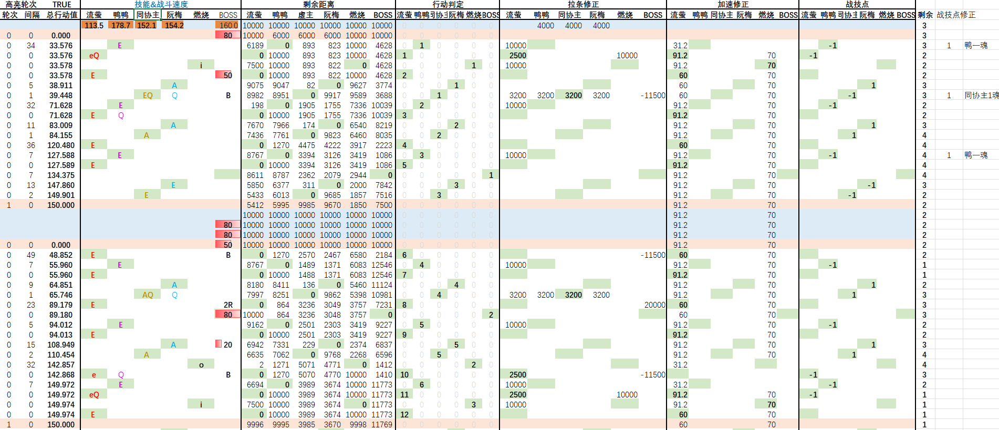 高亮轮次 TRUE 技能&战斗速度 剩余距离 行动判定 拉条修正 加速修正 战技点
轮次 间隔 总行动值 流萤 鸭鸭 同协主 阮梅 燃烧 BOSS 流萤 鸭鸭 虚主 阮梅 燃烧 BOSS 流萤 鸭鸭 同协主 阮梅 燃烧 BOSS 流萤 鸭鸭 同协主 阮梅 燃烧 BOSS 流萤 鸭鸭 同协主 阮梅 燃烧 BOSS 流萤 鸭鸭 同协主 阮梅 燃烧 BOSS 剩余 战技点修正
113.5 178.7 152.1 154.2 160.0 10000 10000 10000 10000 10000 10000 0 0 0 0 0 0 4000 4000 4000 3
0 0 0.000 80 10000 6000 6000 6000 10000 10000 0 0 0 0 0 0 3
0 34 33.576 E 6189 0 893 823 10000 4628 0 1 0 0 0 0 10000 31.2 -1 3 1 鸭一魂
0 0 33.576 eQ 0 10000 893 823 10000 4628 1 0 0 0 0 0 2500 10000 91.2 70 -1 2
0 0 33.578 i 7500 10000 893 822 0 4628 0 0 0 0 1 0 10000 91.2 70 2
0 0 33.578 E 50 0 10000 893 822 10000 4628 2 0 0 0 0 0 60 70 2
0 5 38.911 A 9075 9047 82 0 9627 3774 0 0 0 1 0 0 60 70 1 3
0 1 39.448 EQ Q B 8982 8951 0 9917 9589 3688 0 0 1 0 0 0 3200 3200 3200 3200 -11500 60 70 -1 3 1 同协主1魂
0 32 71.628 E 198 0 1905 1755 7336 10039 0 2 0 0 0 0 10000 91.2 70 -1 2
0 0 71.628 E Q 0 10000 1905 1755 7336 10039 3 0 0 0 0 0 91.2 70 2
0 11 83.009 A 7670 7966 174 0 6540 8219 0 0 0 2 0 0 91.2 70 1 3
0 1 84.155 A 7436 7761 0 9823 6460 8035 0 0 2 0 0 0 91.2 70 1 4
0 36 120.480 E 0 1270 4475 4222 3917 2223 4 0 0 0 0 0 60 70 4
0 7 127.588 E 8767 0 3394 3126 3419 1086 0 3 0 0 0 0 10000 91.2 70 -1 4 1 鸭一魂
0 0 127.589 E 0 10000 3394 3126 3419 1086 5 0 0 0 0 0 91.2 70 4
0 7 134.375 8611 8787 2362 2079 2944 0 0 0 0 0 0 1 91.2 70 4
0 13 147.860 E 5850 6377 311 0 2000 7842 0 0 0 3 0 0 91.2 70 -1 3
0 2 149.901 E 5433 6013 0 9685 1857 7516 0 0 3 0 0 0 91.2 70 -1 2
1 0 150.000 5412 5995 9985 9670 1850 7500 0 0 0 0 0 0 91.2 70 2
10000 10000 10000 10000 10000 10000 0 0 0 0 0 0 91.2 70 2
80 10000 10000 10000 10000 10000 10000 0 0 0 0 0 0 91.2 70 2
80 10000 10000 10000 10000 10000 10000 0 0 0 0 0 0 91.2 70 2
0 0 0.000 50 10000 10000 10000 10000 10000 10000 0 0 0 0 0 0 91.2 70 2
0 49 48.852 E B 0 1270 2570 2467 6580 2184 6 0 0 0 0 0 -11500 60 70 2
0 7 55.960 E 8767 0 1489 1371 6083 12546 0 4 0 0 0 0 10000 91.2 70 -1 1
0 0 55.960 E 0 10000 1488 1371 6083 12546 7 0 0 0 0 0 91.2 70 1
0 9 64.851 A 8180 8411 136 0 5460 11124 0 0 0 4 0 0 91.2 70 1 2
0 1 65.746 AQ Q 7997 8251 0 9862 5398 10981 0 0 4 0 0 0 3200 3200 3200 3200 91.2 70 1 3
0 23 89.179 E 2R 0 864 3236 3049 3757 7231 8 0 0 0 0 0 20000 60 70 3
0 0 89.180 80 10000 864 3236 3048 3757 0 0 0 0 0 0 2 60 70 3
0 5 94.012 E 9162 0 2501 2303 3419 9227 0 5 0 0 0 0 10000 91.2 70 -1 2
0 0 94.013 E 0 10000 2501 2303 3419 9227 9 0 0 0 0 0 91.2 70 2
0 15 108.949 A 20 6942 7331 229 0 2374 6837 0 0 0 5 0 0 91.2 70 1 3
0 2 110.454 A 6635 7062 0 9768 2268 6596 0 0 5 0 0 0 91.2 70 1 4
0 32 142.857 o 2 1271 5071 4771 0 1412 0 0 0 0 2 0 31.2 4
0 0 142.868 e Q B 0 1270 5070 4770 10000 1410 10 0 0 0 0 0 2500 -11500 -1 3
0 7 149.972 E 6694 0 3989 3674 10000 11773 0 6 0 0 0 0 10000 31.2 -1 2
0 0 149.972 eQ 0 10000 3989 3674 10000 11773 11 0 0 0 0 0 2500 10000 91.2 70 -1 1
0 0 149.974 i 7500 10000 3989 3674 0 11773 0 0 0 0 3 0 10000 91.2 70 1
0 0 149.974 E 0 10000 3989 3674 10000 11773 12 0 0 0 0 0 60 70 1
1 0 150.000 9996 9995 3985 3670 9998 11769 0 0 0 0 0 0 60 70 1